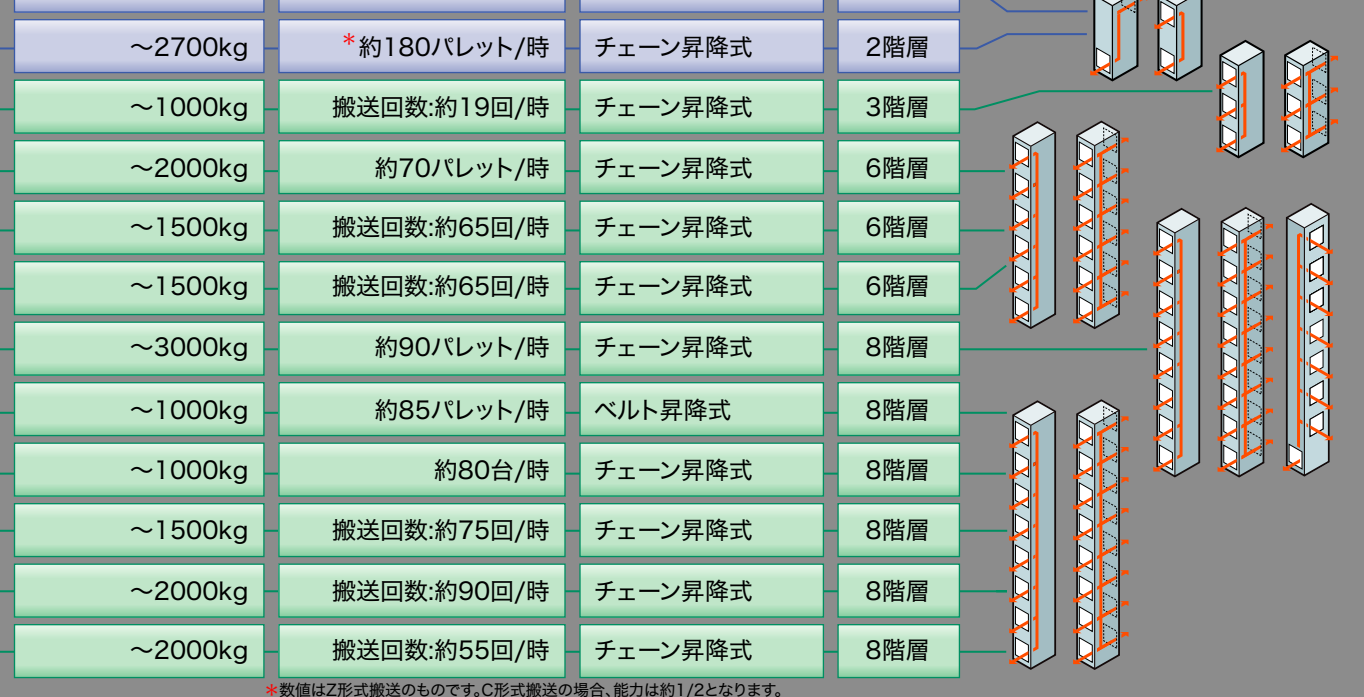 ~2700kg *約180パレット/時 チェーン昇降式 2階層
~1000kg 搬送回数:約19回/時 チェーン昇降式 3階層
~2000kg 約70パレット/時 チェーン昇降式 6階層
~1500kg 搬送回数:約65回/時 チェーン昇降式 6階層
~1500kg 搬送回数:約65回/時 チェーン昇降式 6階層
~3000kg 約90パレット/時 チェーン昇降式 8階層
~1000kg 約85パレット/時 ベルト昇降式 8階層
~1000kg 約80台/時 チェーン昇降式 8階層
~1500kg 搬送回数:約75回/時 チェーン昇降式 8階層
~2000kg 搬送回数:約90回/時 チェーン昇降式 8階層
~2000kg 搬送回数:約55回/時 チェーン昇降式 8階層
*数値はZ形式搬送のものです。C形式搬送の場合、能力は約1/2となります。